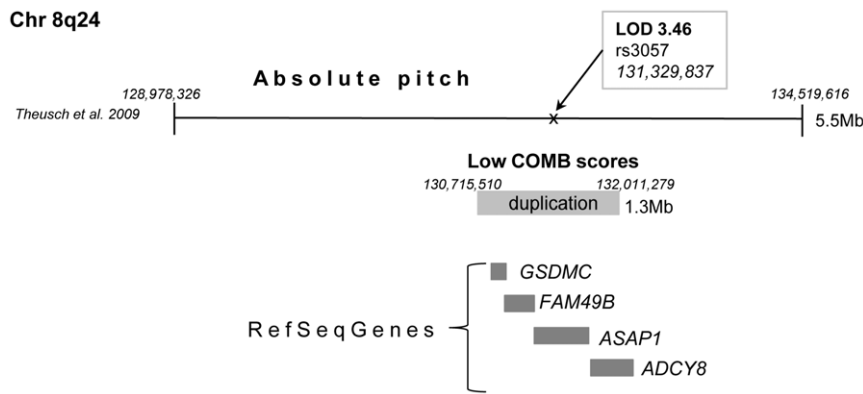 Chr 8q24
LOD 3.46
rs3057
131,329,837
Absolute pitch
128,978,326
134,519,616
Theusch et al. 2009
x
5.5Mb
Low COMB scores
130,715,510
132,011,279
duplication
1.3Mb
GSDMC
FAM49B
RefSeqGenes
ASAP1
ADCY8